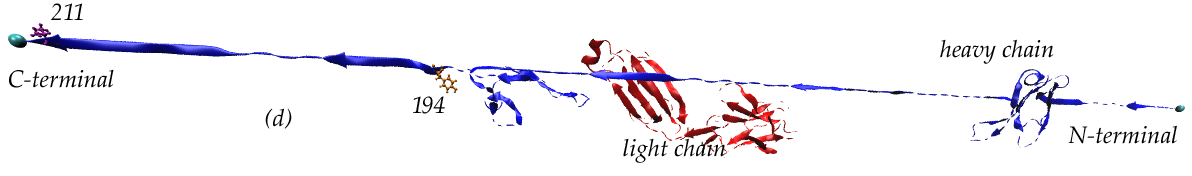 211
heavy chain
C-terminal
194
(d)
N-terminal
light chain